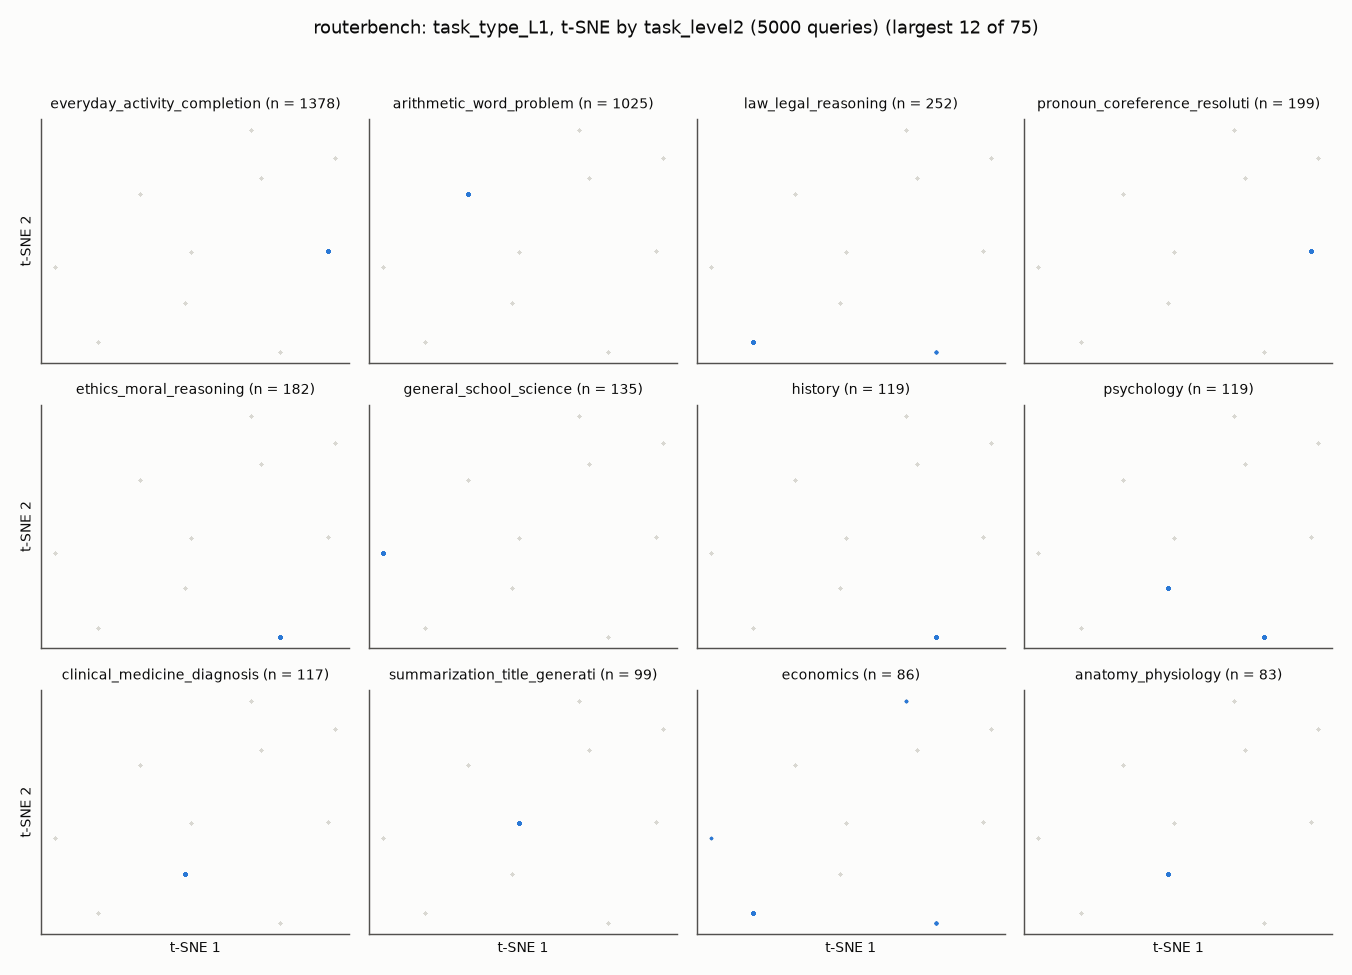 routerbench: task_type_L1, t-SNE by task_level2 (5000 queries) (largest 12 of 75)
everyday_activity_completion (n = 1378)
arithmetic_word_problem (n = 1025)
law_legal_reasoning (n = 252)
pronoun_coreference_resoluti (n = 199)
t-SNE 2
ethics_moral_reasoning (n = 182)
general_school_science (n = 135)
history (n = 119)
psychology (n = 119)
t-SNE 2
clinical_medicine_diagnosis (n = 117)
summarization_title_generati (n = 99)
economics (n = 86)
anatomy_physiology (n = 83)
t-SNE 2
t-SNE 1
t-SNE 1
t-SNE 1
t-SNE 1